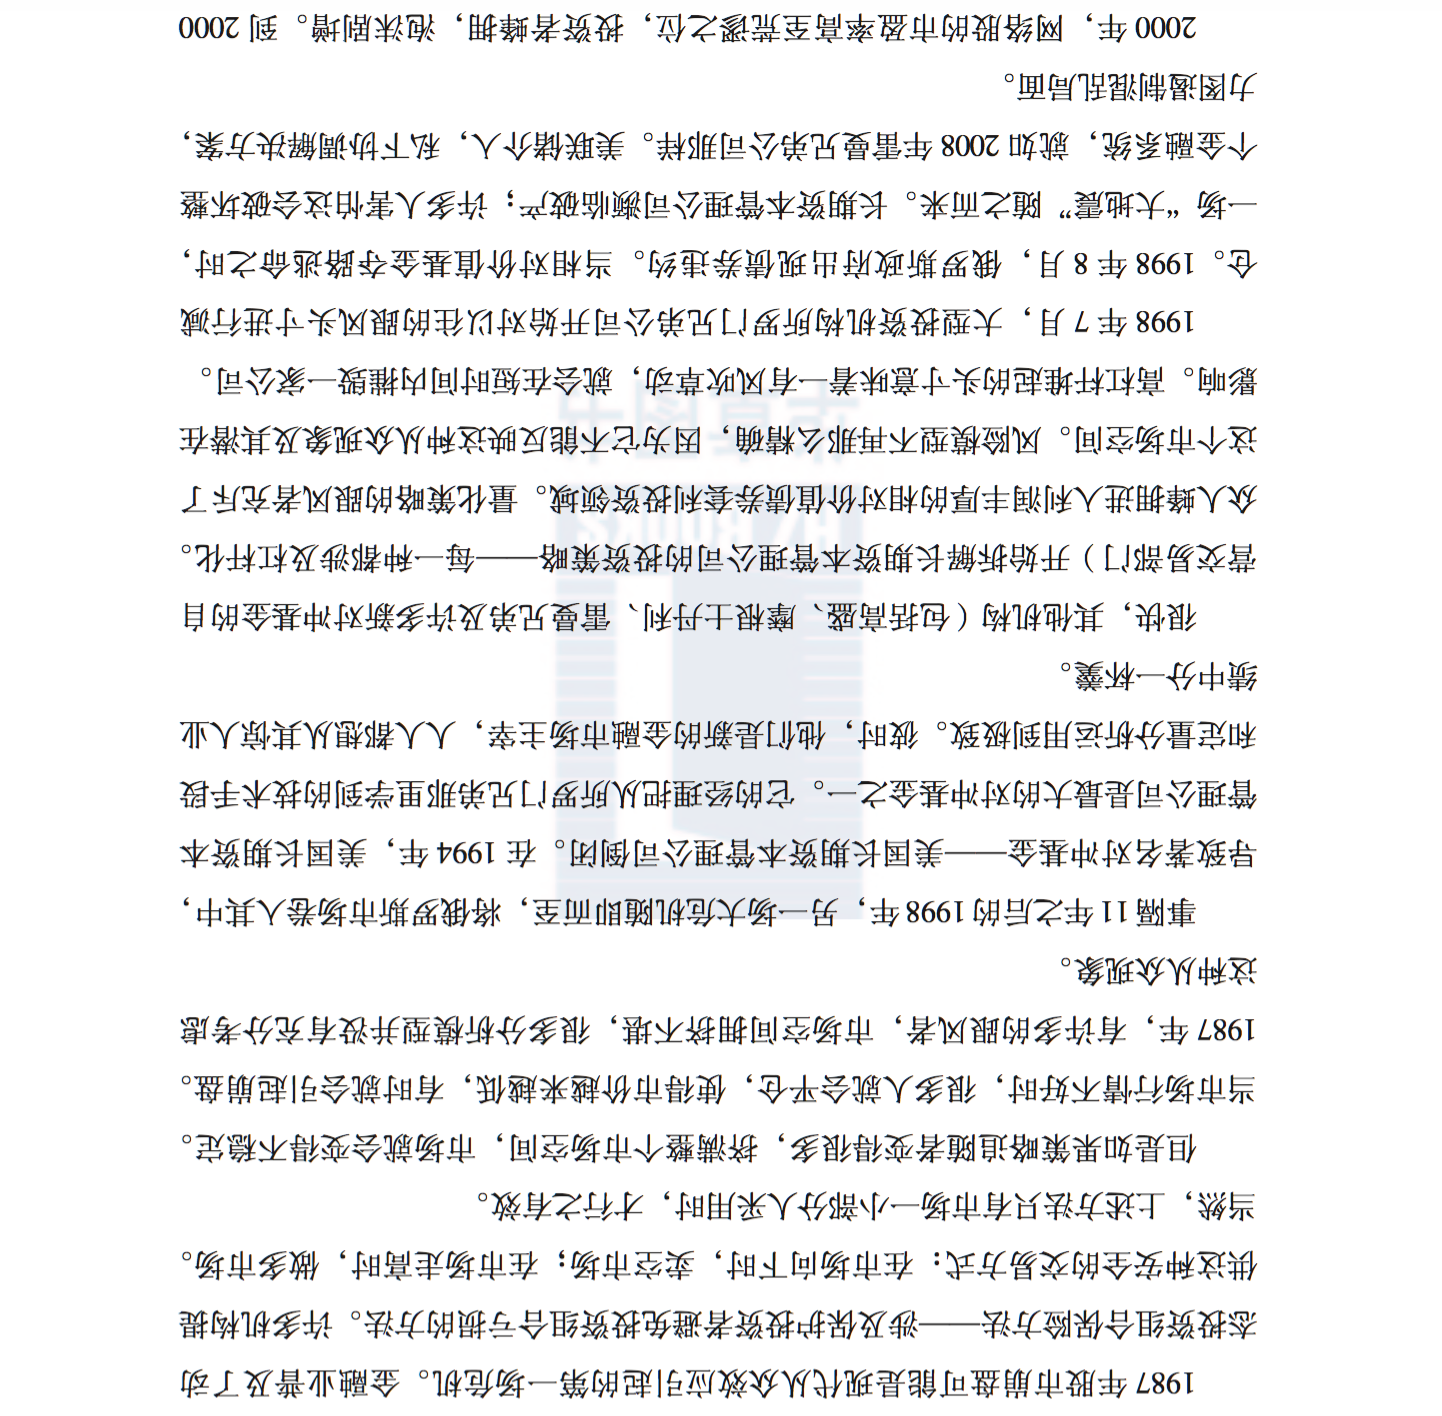 1987 年股市崩盘可能是现代从众效应引起的第一场危机。金融业普及了动
态投资组合保险方法——涉及保护投资者避免投资组合亏损的方法。许多机构提
供这种安全的交易方式：在市场向下时，卖空市场；在市场走高时，做多市场。
当然，上述方法只有市场一小部分人采用时，才行之有效。
但是如果策略追随者变得很多，挤满整个市场空间，市场就会变得不稳定。
当市场行情不好时，很多人就会平仓，使得市价越来越低，有时就会引起崩盘。
1987 年，有许多的跟风者，市场空间拥挤不堪，很多分析模型并没有充分考虑
这种从众现象。
事隔 11 年之后的 1998 年，另一场大危机随即而至，将俄罗斯市场卷入其中，
导致著名对冲基金——美国长期资本管理公司倒闭。在 1994 年，美国长期资本
管理公司是最大的对冲基金之一。它的经理把从所罗门兄弟那里学到的技术手段
和定量分析运用到极致。彼时，他们是新的金融市场主宰，人人都想从其惊人业
绩中分一杯羹。
很快，其他机构（包括高盛、摩根士丹利、雷曼兄弟及许多新对冲基金的自
营交易部门）开始拆解长期资本管理公司的投资策略——每一种都涉及杠杆化。
众人蜂拥进入利润丰厚的相对价值债券套利投资领域。量化策略的跟风者充斥了
这个市场空间。风险模型不再那么精确，因为它不能反映这种从众现象及其潜在
影响。高杠杆堆起的头寸意味着一有风吹草动，就会在短时间内摧毁一家公司。
1998 年 7 月，大型投资机构所罗门兄弟公司开始对以往的跟风头寸进行减
仓。1998 年 8 月，俄罗斯政府出现债券违约。当相对价值基金夺路逃命之时，
一场“大地震”随之而来。长期资本管理公司濒临破产；许多人害怕这会破坏整
个金融系统，就如 2008 年雷曼兄弟公司那样。美联储介入，私下协调解决方案，
力图遏制混乱局面。
2000 年，网络股的市盈率高至荒谬之位，投资者蜂拥，泡沫剧增。到 2000
华章图书
HZ BOOKS